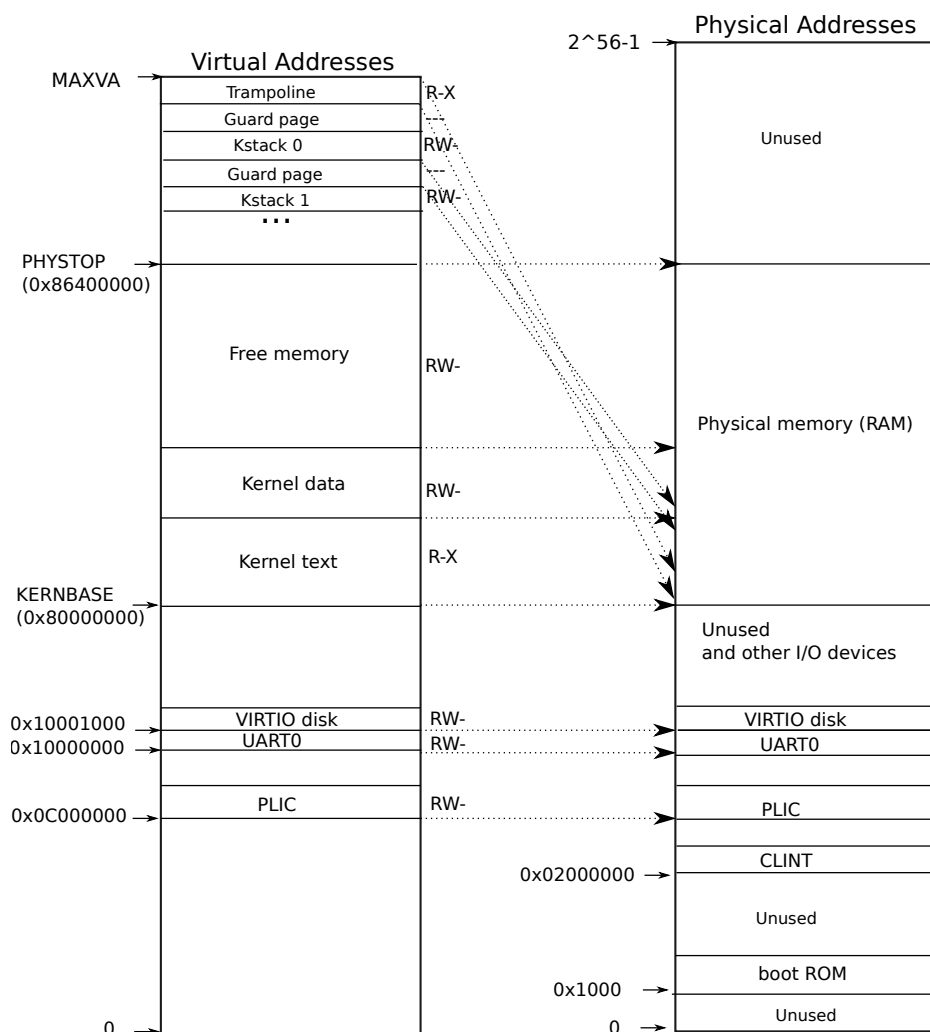 Physical Addresses
2^56-1
Virtual Addresses
MAXVA
Trampoline
R-X
Guard page
---
Unused
Kstack 0
RW-
---
Guard page
Kstack 1
RW-
...
PHYSTOP
(0x86400000)
Free memory
RW-
Physical memory (RAM)
Kernel data
RW-
Kernel text
R-X
KERNBASE
(0x80000000)
Unused
and other I/O devices
0x10001000
VIRTIO disk
RW-
VIRTIO disk
0x10000000
UART0
RW-
UART0
0x0C000000
PLIC
RW-
PLIC
CLINT
0x02000000
Unused
boot ROM
0x1000
Unused
0
0